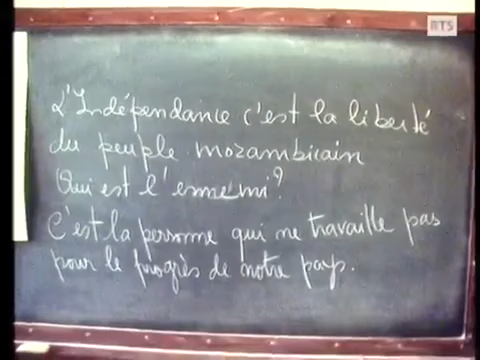 RTS
L'Indépendance c'est la liberté
du peuple mozambicain
Qui est l'ennemi?
C'est la personne qui ne travaille pas
pour le progrès de notre pays.